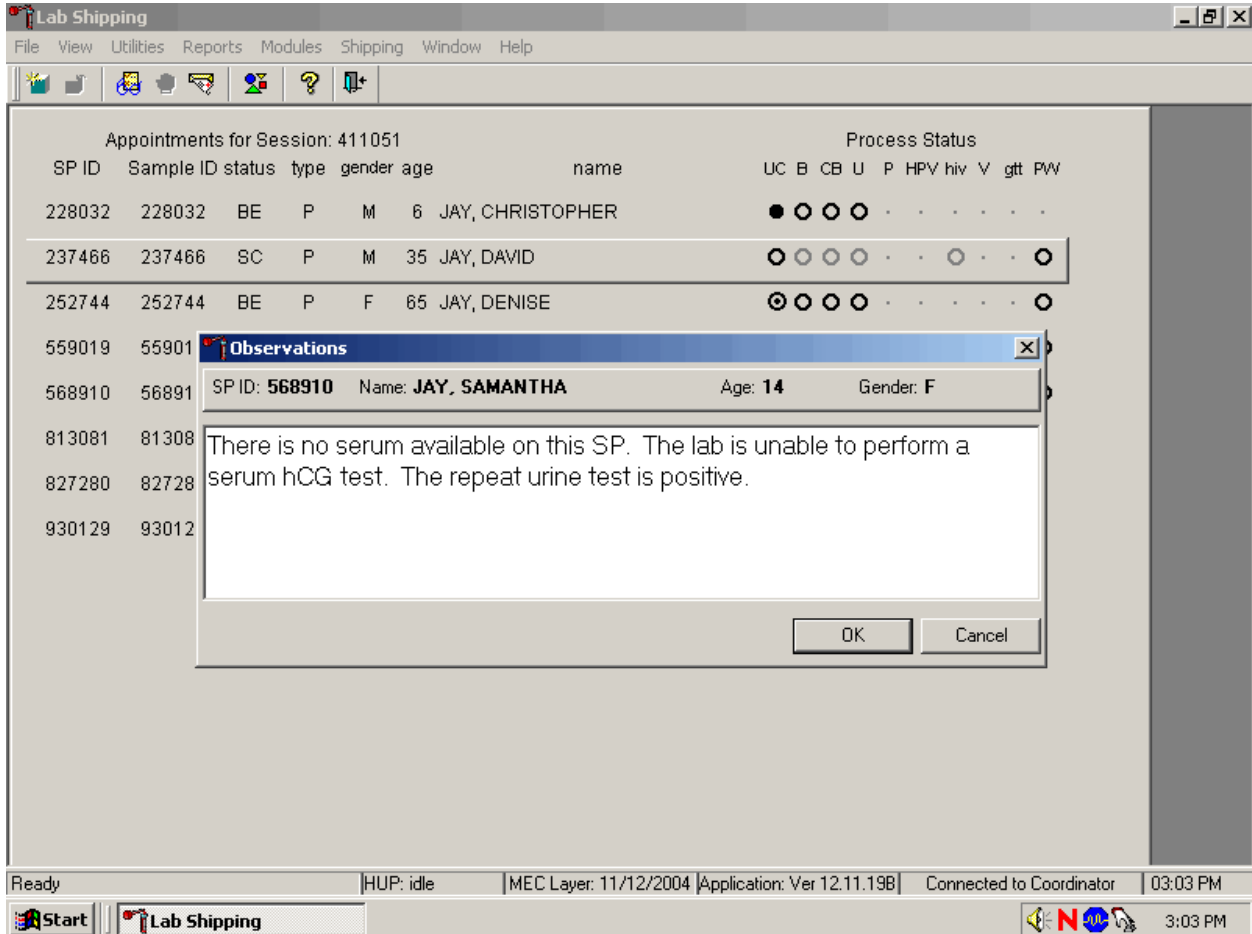 Lab Shipping
File View Utilities Reports Modules Shipping Window Help
Appointments for Session: 411051 Process Status
SP ID Sample ID status type gender age name UC B CB U P HPV hiv V gtt PW
228032 228032 BE P M 6 JAY, CHRISTOPHER
237466 237466 SC P M 35 JAY, DAVID
252744 252744 BE P F 65 JAY, DENISE
559019 55901
Observations
568910 56891
SP ID: 568910 Name: JAY, SAMANTHA Age: 14 Gender: F
813081 81308
There is no serum available on this SP. The lab is unable to perform a
827280 82728
serum hCG test. The repeat urine test is positive.
930129 93012
OK Cancel
Ready HUP: idle MEC Layer: 11/12/2004 Application: Ver 12.11.19B Connected to Coordinator 03:03 PM
Start Lab Shipping N 3:03 PM